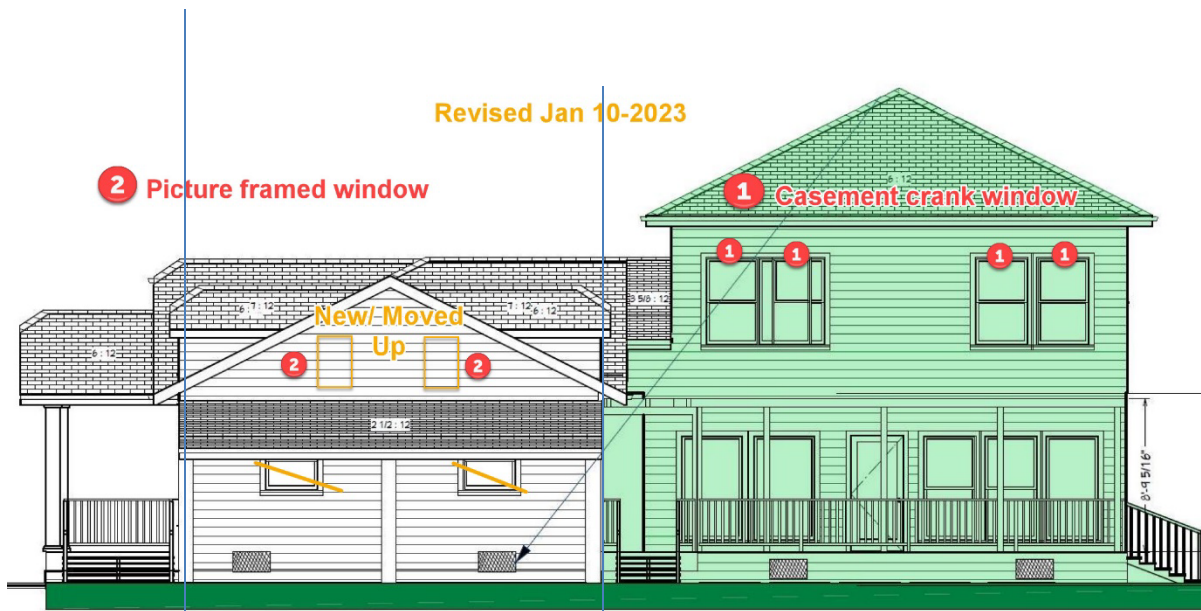 Revised Jan 10-2023
2 Picture framed window
6 : 12
1 Casement crank window
1 1 1 1
3 5/8 : 12
7 : 12
7 : 12
6 : 12
New/ Moved
Up
2 2
6 : 12
2 1/2 : 12
8'-9 5/16"